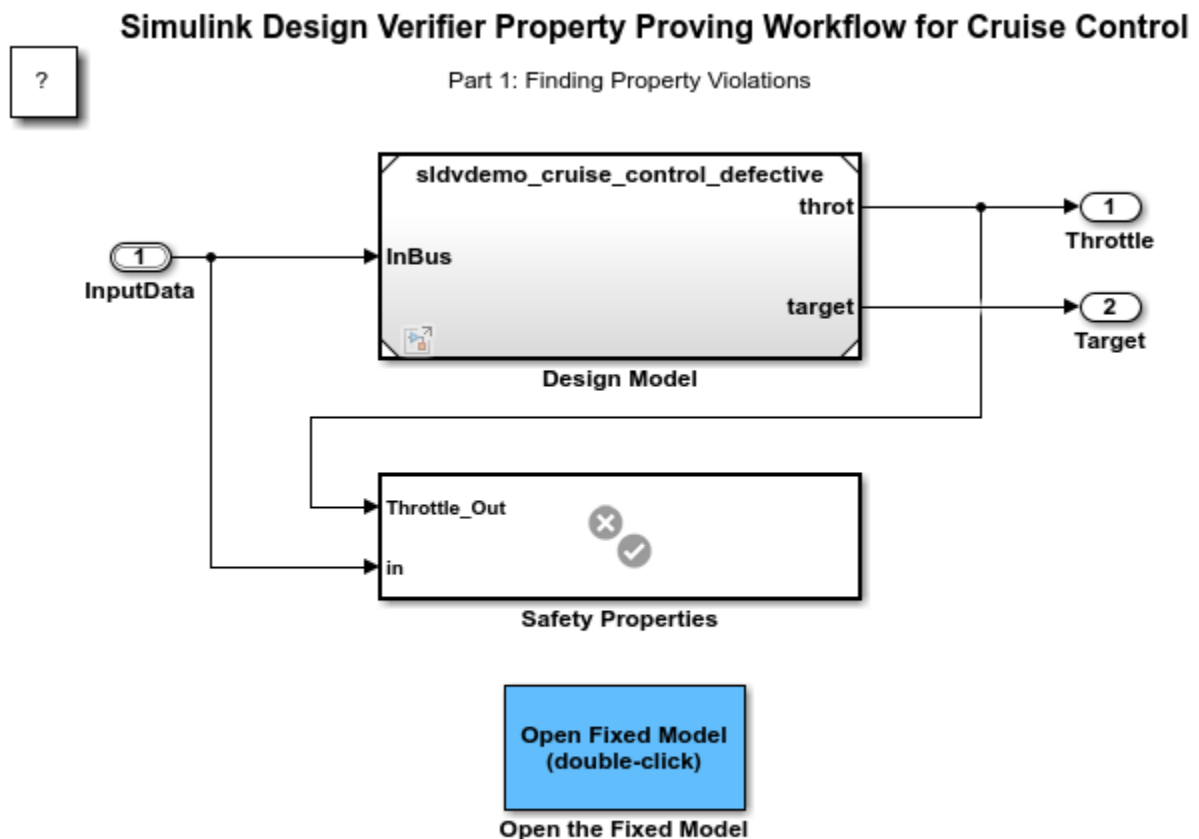 Simulink Design Verifier Property Proving Workflow for Cruise Control
?
Part 1: Finding Property Violations
sldvdemo_cruise_control_defective
throt
1
Throttle
1
InBus
InputData
target
2
Target
Design Model
Throttle_Out
in
Safety Properties
Open Fixed Model
(double-click)
Open the Fixed Model